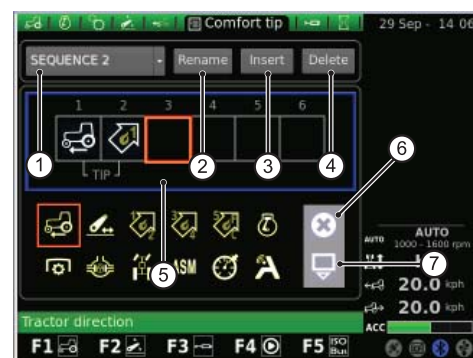 Comfort tip
29 Sep - 14 06
SEQUENCE 2
Rename
Insert
Delete
1 2 3 4 5 6
TIP
1
2
3
4
5
6
7
ASM
AUTO
AUTO
1000 - 1600 rpm
20.0 kph
20.0 kph
ACC
Tractor direction
F1
F2
F3
F4
F5 ISO Bus